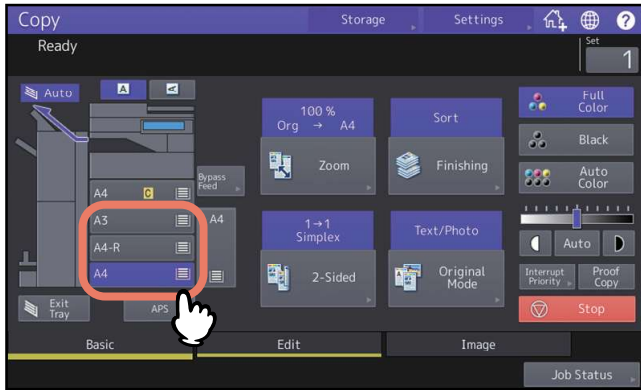 Copy
Storage
Settings
?
Ready
Set
1
Auto
A
A
100 %
Org → A4
Zoom
Sort
Finishing
Full
Color
Black
Auto
Color
Bypass
Feed
A4 C
A3
A4-R
A4
A4
1→1
Simplex
2-Sided
Text/Photo
Original
Mode
Auto
Interrupt
Priority
Proof
Copy
Exit
Tray
APS
Stop
Basic
Edit
Image
Job Status